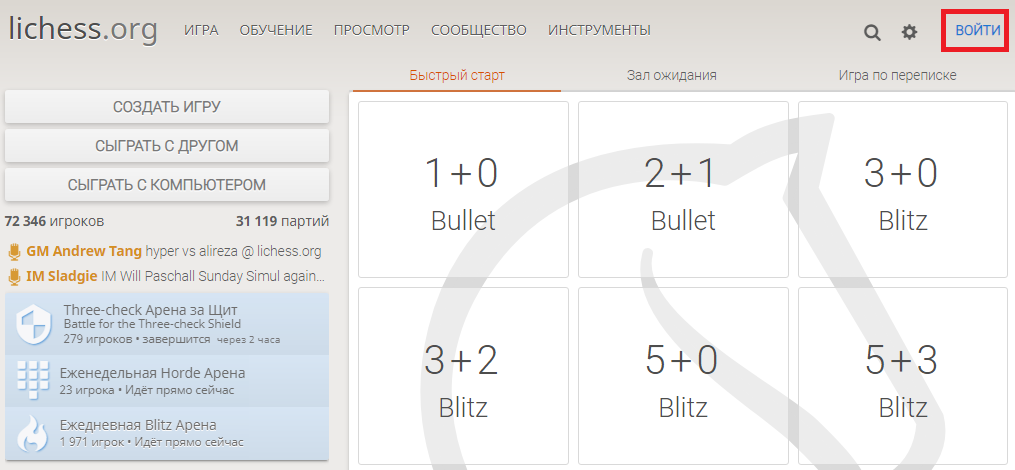 lichess.org ИГРА ОБУЧЕНИЕ ПРОСМОТР СООБЩЕСТВО ИНСТРУМЕНТЫ ВОЙТИ
Быстрый старт Зал ожидания Игра по переписке
СОЗДАТЬ ИГРУ
СЫГРАТЬ С ДРУГОМ
СЫГРАТЬ С КОМПЬЮТЕРОМ
72 346 игроков 31 119 партий
GM Andrew Tang hyper vs alireza @ lichess.org
IM Sladgie IM Will Paschall Sunday Simul again...
Three-check Арена за Щит
Battle for the Three-check Shield
279 игроков • завершится через 2 часа
Еженедельная Horde Арена
23 игрока • Идёт прямо сейчас
Ежедневная Blitz Арена
1 971 игрок • Идёт прямо сейчас
1+0 2+1 3+0
Bullet Bullet Blitz
3+2 5+0 5+3
Blitz Blitz Blitz